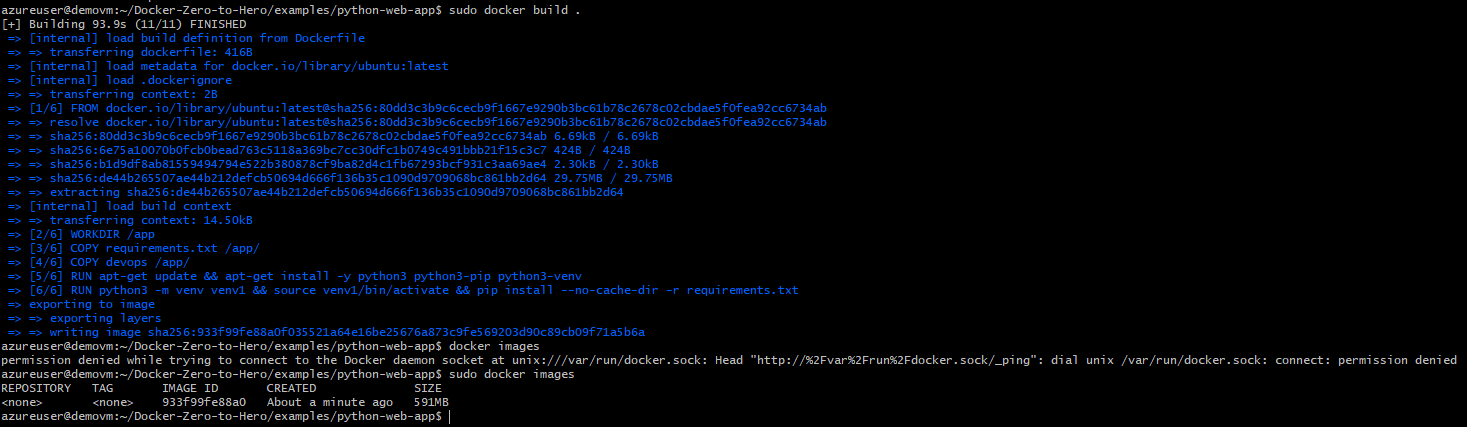 azureuser@demovm:~/Docker-Zero-to-Hero/examples/python-web-app$ sudo docker build .
[+] Building 93.9s (11/11) FINISHED
=> [internal] load build definition from Dockerfile
=> => transferring dockerfile: 416B
=> [internal] load metadata for docker.io/library/ubuntu:latest
=> [internal] load .dockerignore
=> => transferring context: 2B
=> [1/6] FROM docker.io/library/ubuntu:latest@sha256:80dd3c3b9c6cecb9f1667e9290b3bc61b78c2678c02cbdae5f0fea92cc6734ab
=> => resolve docker.io/library/ubuntu:latest@sha256:80dd3c3b9c6cecb9f1667e9290b3bc61b78c2678c02cbdae5f0fea92cc6734ab
=> => sha256:80dd3c3b9c6cecb9f1667e9290b3bc61b78c2678c02cbdae5f0fea92cc6734ab 6.69kB / 6.69kB
=> => sha256:6e75a10070b0fcb0bead763c5118a369bc7cc30dfc1b0749c491bbb21f15c3c7 424B / 424B
=> => sha256:b1d9df8ab81559494794e522b380878cf9ba82d4c1fb67293bcf931c3aa69ae4 2.30kB / 2.30kB
=> => sha256:de44b265507ae44b212defcb50694d666f136b35c1090d9709068bc861bb2d64 29.75MB / 29.75MB
=> => extracting sha256:de44b265507ae44b212defcb50694d666f136b35c1090d9709068bc861bb2d64
=> [internal] load build context
=> => transferring context: 14.50kB
=> [2/6] WORKDIR /app
=> [3/6] COPY requirements.txt /app/
=> [4/6] COPY devops /app/
=> [5/6] RUN apt-get update && apt-get install -y python3 python3-pip python3-venv
=> [6/6] RUN python3 -m venv venv1 && source venv1/bin/activate && pip install --no-cache-dir -r requirements.txt
=> exporting to image
=> => exporting layers
=> => writing image sha256:933f99fe88a0f035521a64e16be25676a873c9fe569203d90c89cb09f71a5b6a
azureuser@demovm:~/Docker-Zero-to-Hero/examples/python-web-app$ docker images
permission denied while trying to connect to the Docker daemon socket at unix:///var/run/docker.sock: Head "http://%2Fvar%2Frun%2Fdocker.sock/_ping": dial unix /var/run/docker.sock: connect: permission denied
azureuser@demovm:~/Docker-Zero-to-Hero/examples/python-web-app$ sudo docker images
REPOSITORY TAG IMAGE ID CREATED SIZE
<none> <none> 933f99fe88a0 About a minute ago 591MB
azureuser@demovm:~/Docker-Zero-to-Hero/examples/python-web-app$